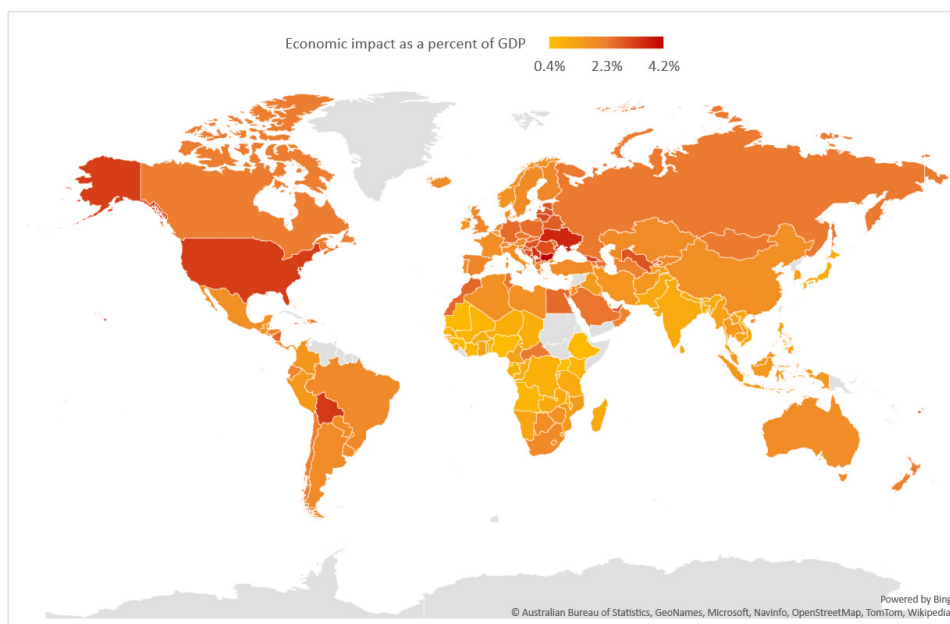 Economic impact as a percent of GDP
0.4% 2.3% 4.2%
Powered by Bing
© Australian Bureau of Statistics, GeoNames, Microsoft, Navinfo, OpenStreetMap, TomTom, Wikipedia